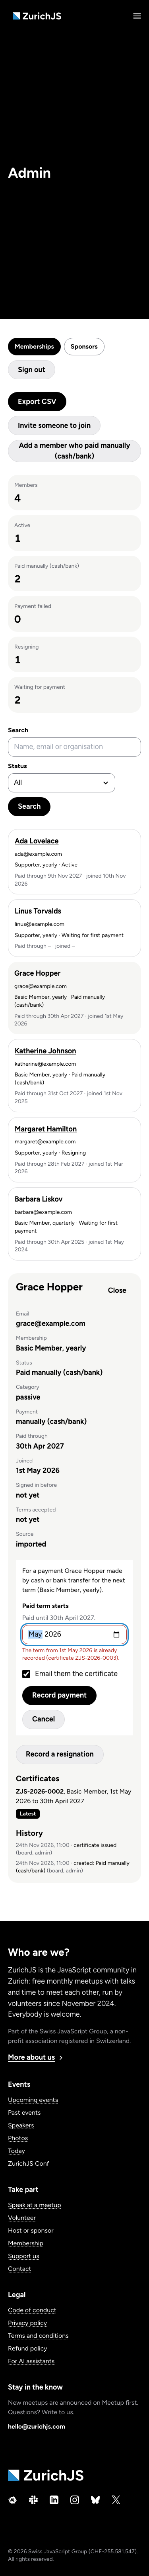 ZurichJS
Admin
Memberships
Sponsors
Sign out
Export CSV
Invite someone to join
Add a member who paid manually
(cash/bank)
Members
4
Active
1
Paid manually (cash/bank)
2
Payment failed
0
Resigning
1
Waiting for payment
2
Search
Name, email or organisation
Status
All
Search
Ada Lovelace
ada@example.com
Supporter, yearly · Active
Paid through 9th Nov 2027 · joined 10th Nov
2026
Linus Torvalds
linus@example.com
Supporter, yearly · Waiting for first payment
Paid through – · joined –
Grace Hopper
grace@example.com
Basic Member, yearly · Paid manually
(cash/bank)
Paid through 30th Apr 2027 · joined 1st May
2026
Katherine Johnson
katherine@example.com
Basic Member, yearly · Paid manually
(cash/bank)
Paid through 31st Oct 2027 · joined 1st Nov
2025
Margaret Hamilton
margaret@example.com
Supporter, yearly · Resigning
Paid through 28th Feb 2027 · joined 1st Mar
2026
Barbara Liskov
barbara@example.com
Basic Member, quarterly · Waiting for first
payment
Paid through 30th Apr 2025 · joined 1st May
2024
Grace Hopper
Close
Email
grace@example.com
Membership
Basic Member, yearly
Status
Paid manually (cash/bank)
Category
passive
Payment
manually (cash/bank)
Paid through
30th Apr 2027
Joined
1st May 2026
Signed in before
not yet
Terms accepted
not yet
Source
imported
For a payment Grace Hopper made
by cash or bank transfer for the next
term (Basic Member, yearly).
Paid term starts
Paid until 30th April 2027.
May 2026
The term from 1st May 2026 is already
recorded (certificate ZJS-2026-0003).
Email them the certificate
Record payment
Cancel
Record a resignation
Certificates
ZJS-2026-0002, Basic Member, 1st May
2026 to 30th April 2027
Latest
History
24th Nov 2026, 11:00 · certificate issued
(board, admin)
24th Nov 2026, 11:00 · created: Paid manually
(cash/bank) (board, admin)
Who are we?
ZurichJS is the JavaScript community in
Zurich: free monthly meetups with talks
and time to meet each other, run by
volunteers since November 2024.
Everybody is welcome.
Part of the Swiss JavaScript Group, a non-
profit association registered in Switzerland.
More about us
Events
Upcoming events
Past events
Speakers
Photos
Today
ZurichJS Conf
Take part
Speak at a meetup
Volunteer
Host or sponsor
Membership
Support us
Contact
Legal
Code of conduct
Privacy policy
Terms and conditions
Refund policy
For AI assistants
Stay in the know
New meetups are announced on Meetup first.
Questions? Write to us.
hello@zurichjs.com
ZurichJS
© 2026 Swiss JavaScript Group (CHE-255.581.547).
All rights reserved.